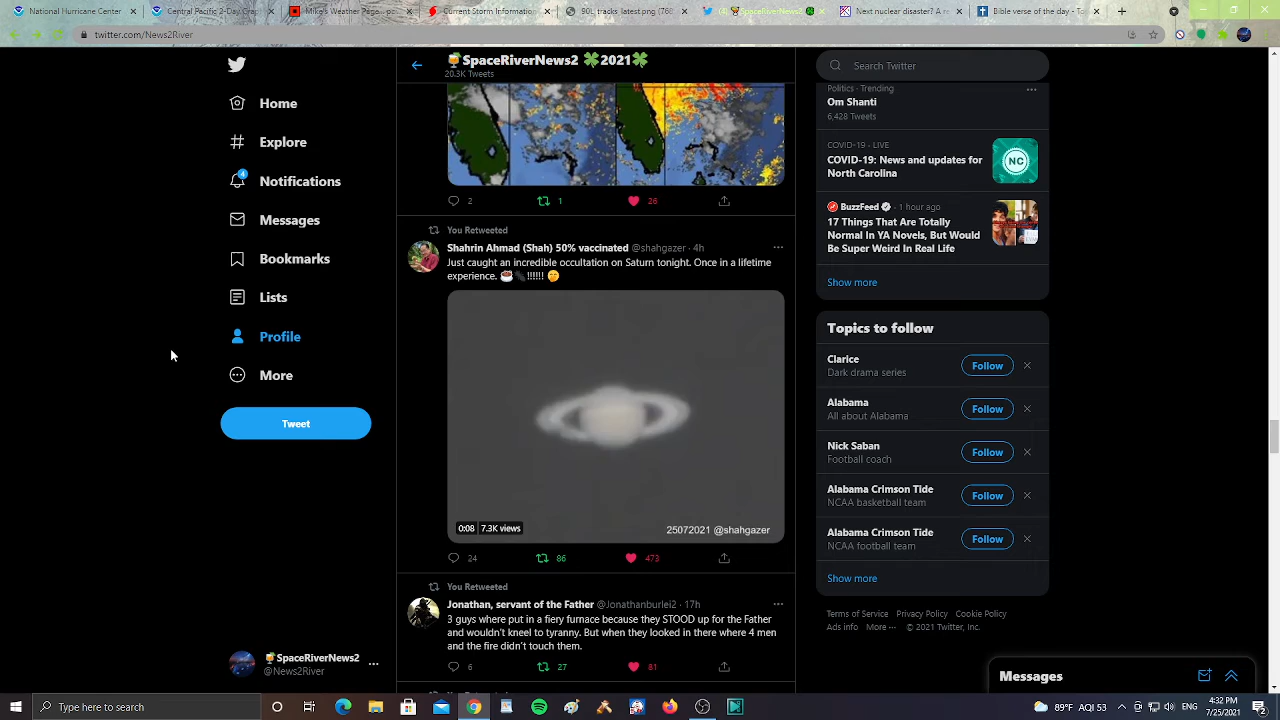 National Hurricane Center
Central Pacific 2-Day Grap
Mike's Weather Page...
Current Storm Information
90L tracks latest.png (768
SpaceRiverNews2
Next nuclear disaster? A n
Bible verse of the day - To
twitter.com/News2River
SpaceRiverNews2 🍀2021🍀
20.3K Tweets
Search Twitter
Home
Explore
4
Notifications
Messages
Bookmarks
Lists
Profile
More
Tweet
SpaceRiverNews2
@News2River
2 1 26
You Retweeted
Shahrin Ahmad (Shah) 50% vaccinated @shahgazer · 4h
Just caught an incredible occultation on Saturn tonight. Once in a lifetime
experience. !!!!!!
0:08 7.3K views
25072021 @shahgazer
24 86 473
You Retweeted
Jonathan, servant of the Father @Jonathanburlei2 · 17h
3 guys where put in a fiery furnace because they STOOD up for the Father
and wouldn't kneel to tyranny. But when they looked in there where 4 men
and the fire didn't touch them.
6 27 81
Politics · Trending
Om Shanti
6,428 Tweets
COVID-19 · LIVE
COVID-19: News and updates for
North Carolina
NC
BuzzFeed · 1 hour ago
17 Things That Are Totally
Normal In YA Novels, But Would
Be Super Weird In Real Life
Show more
Topics to follow
Clarice
Dark drama series
Follow
Alabama
All about Alabama
Follow
Nick Saban
Football coach
Follow
Alabama Crimson Tide
NCAA basketball team
Follow
Alabama Crimson Tide
NCAA football team
Follow
Show more
Terms of Service Privacy Policy Cookie Policy
Ads info More ··· © 2021 Twitter, Inc.
Messages
Type here to search
89°F AQI 53
ENG
4:32 PM
7/25/2021